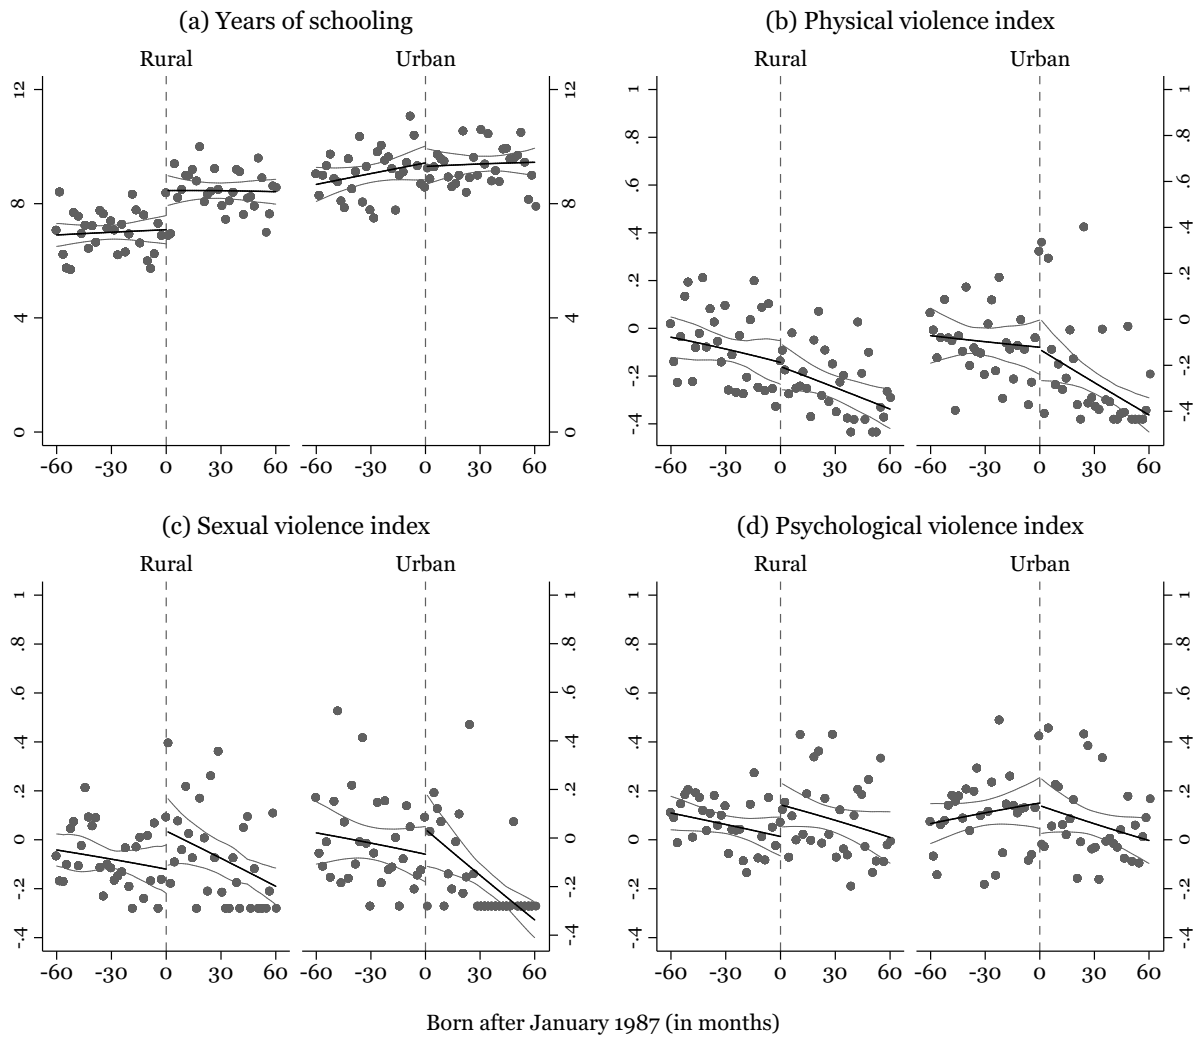 (a) Years of schooling
(b) Physical violence index
Rural
Urban
Rural
Urban
12
8
4
0
12
8
4
0
1
.8
.6
.4
.2
0
-.2
-.4
1
.8
.6
.4
.2
0
-.2
-.4
-60 -30 0 30 60
-60 -30 0 30 60
-60 -30 0 30 60
-60 -30 0 30 60
(c) Sexual violence index
(d) Psychological violence index
Rural
Urban
Rural
Urban
1
.8
.6
.4
.2
0
-.2
-.4
1
.8
.6
.4
.2
0
-.2
-.4
1
.8
.6
.4
.2
0
-.2
-.4
1
.8
.6
.4
.2
0
-.2
-.4
-60 -30 0 30 60
-60 -30 0 30 60
-60 -30 0 30 60
-60 -30 0 30 60
Born after January 1987 (in months)